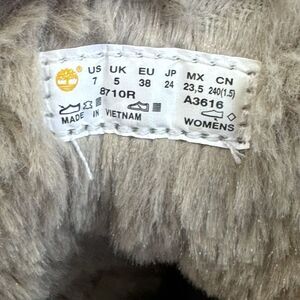 US UK EU JP MX CN
7 5 38 24 23,5 240(1.5)
8710R A3616
MADE IN VIETNAM WOMENS